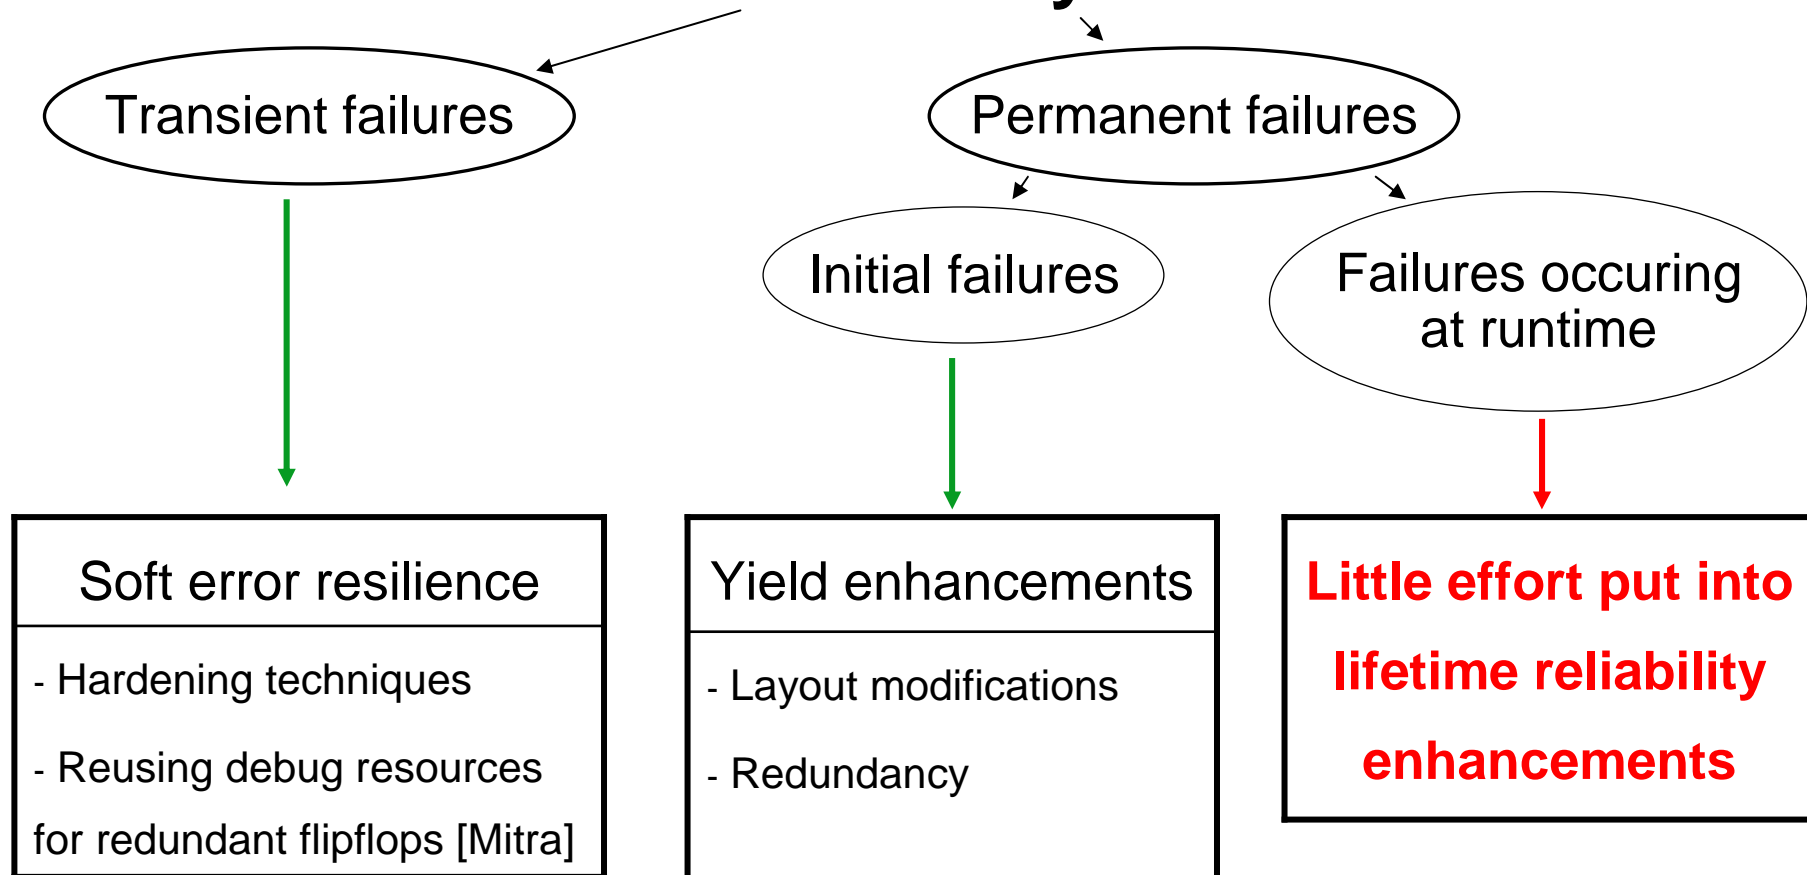 Transient failures
Permanent failures
Initial failures
Failures occuring
at runtime
Soft error resilience
- Hardening techniques
- Reusing debug resources
for redundant flipflops [Mitra]
Yield enhancements
- Layout modifications
- Redundancy
Little effort put into
lifetime reliability
enhancements